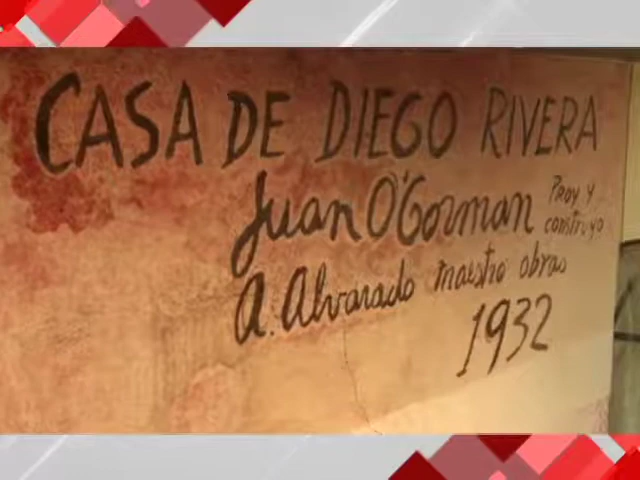 CASA DE DIEGO RIVERA
Juan O'Gorman Proy y construyo
A. Alvarado maestro obras
1932